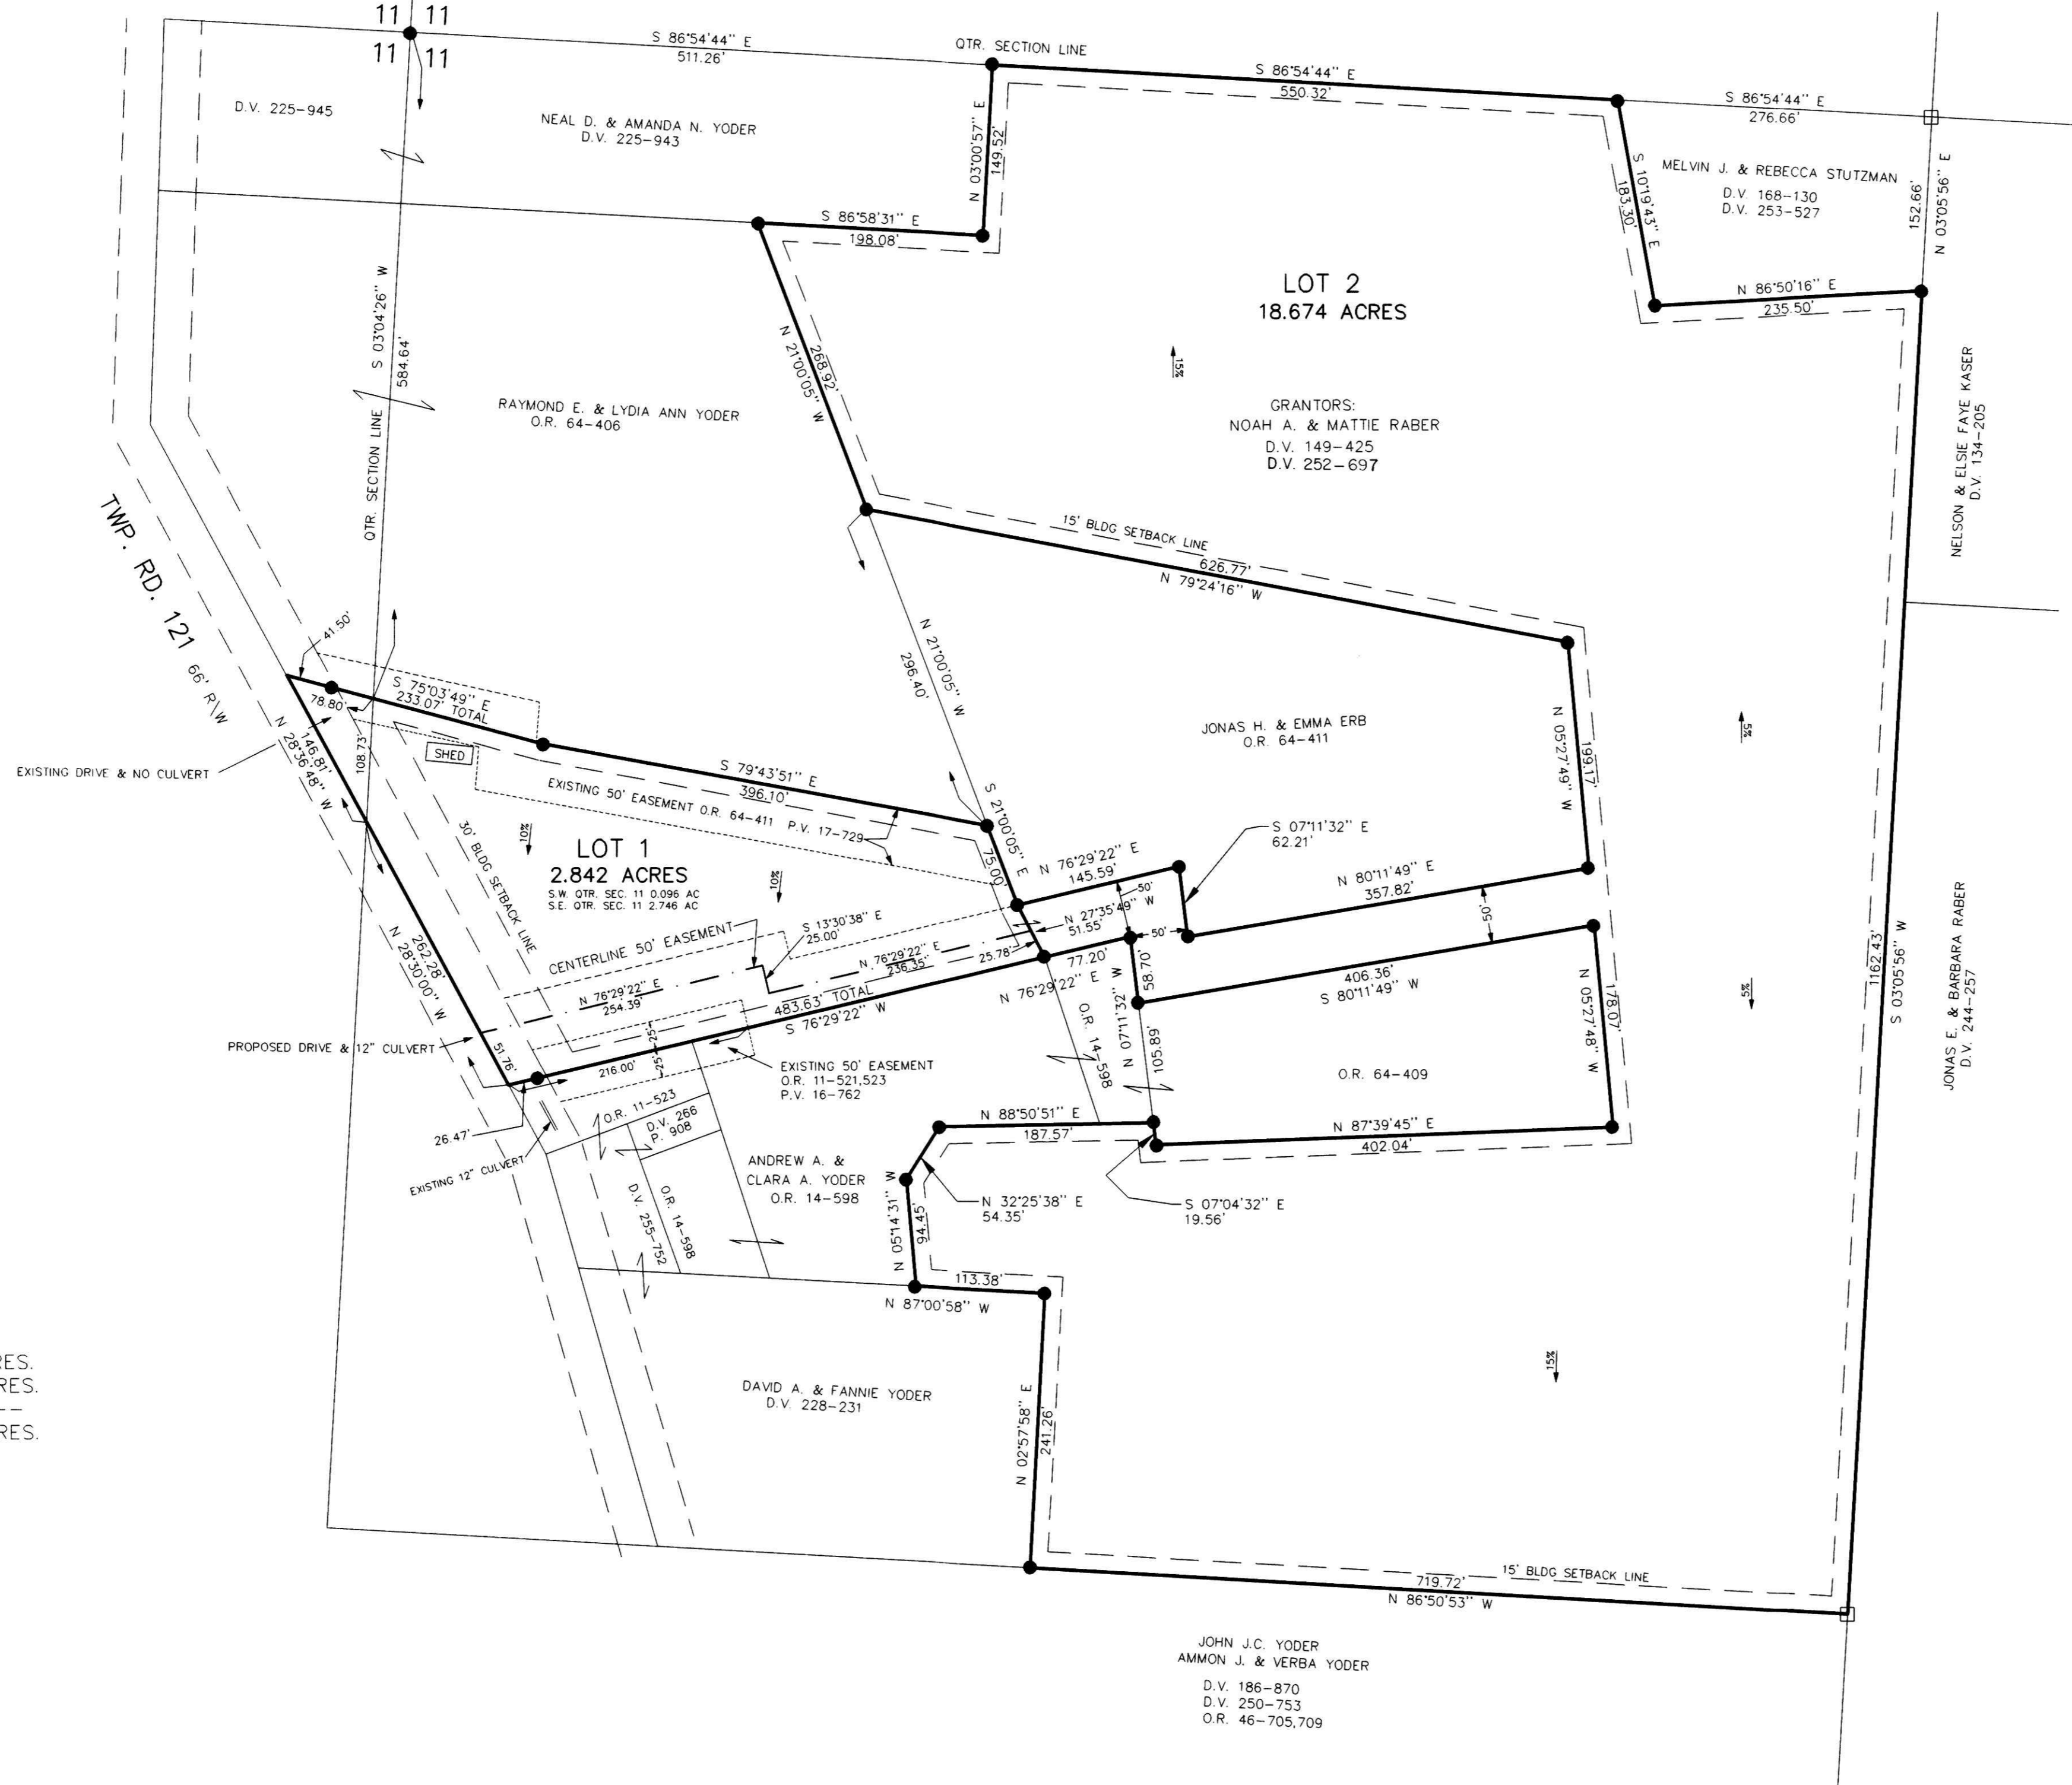 11 11
11 11
S 86°54'44" E
511.26'
QTR. SECTION LINE
S 86°54'44" E
550.32'
S 86°54'44" E
276.66'
D.V. 225-945
NEAL D. & AMANDA N. YODER
D.V. 225-943
N 03°00'57" E
149.52'
S 10°19'43" E
183.30'
MELVIN J. & REBECCA STUTZMAN
D.V. 168-130
D.V. 253-527
152.66'
N 03°05'56" E
S 86°58'31" E
198.08'
N 86°50'16" E
235.50'
QTR. SECTION LINE S 03°04'26" W
584.64'
LOT 2
18.674 ACRES
N 21°00'05" W
268.92'
15%
RAYMOND E. & LYDIA ANN YODER
O.R. 64-406
GRANTORS:
NOAH A. & MATTIE RABER
D.V. 149-425
D.V. 252-697
NELSON & ELSIE FAYE KASER
D.V. 134-205
15' BLDG SETBACK LINE
626.77'
N 79°24'16" W
TWP. RD. 121 66' R\W
41.50'
N 21°00'05" W
296.40'
S 75°03'49" E
233.07' TOTAL
78.80'
JONAS H. & EMMA ERB
O.R. 64-411
N 05°27'49" W
199.17'
5%
146.81'
N 28°36'48" W
108.73'
SHED
EXISTING DRIVE & NO CULVERT
S 79°43'51" E
396.10'
EXISTING 50' EASEMENT O.R. 64-411 P.V. 17-729
S 21°00'05" E
75.00'
10%
30' BLDG SETBACK LINE
LOT 1
2.842 ACRES
S.W. QTR. SEC. 11 0.096 AC
S.E. QTR. SEC. 11 2.746 AC
10%
N 76°29'22" E
145.59'
S 07°11'32" E
62.21'
N 80°11'49" E
357.82'
50'
50'
50'
N 27°35'49" W
51.55'
S 13°30'38" E
25.00'
CENTERLINE 50' EASEMENT
262.28'
N 28°30'00" W
N 76°29'22" E
236.35'
25.78'
77.20'
N 76°29'22" E
58.70'
N 07°11'32" W
105.89'
406.36'
S 80°11'49" W
N 76°29'22" E
254.39'
483.63' TOTAL
S 76°29'22" W
N 05°27'48" W
178.07'
5%
1162.43'
S 03°05'56" W
JONAS E. & BARBARA RABER
D.V. 244-257
PROPOSED DRIVE & 12" CULVERT
51.76'
25'
25'
216.00'
EXISTING 50' EASEMENT
O.R. 11-521,523
P.V. 16-762
O.R. 14-598
O.R. 64-409
26.47'
O.R. 11-523
D.V. 266
P. 908
N 88°50'51" E
187.57'
N 87°39'45" E
402.04'
EXISTING 12" CULVERT
ANDREW A. &
CLARA A. YODER
O.R. 14-598
N 32°25'38" E
54.35'
S 07°04'32" E
19.56'
O.R. 14-598
D.V. 255-752
N 05°14'31" W
94.45'
113.38'
N 87°00'58" W
15%
RES.
RES.
--
RES.
DAVID A. & FANNIE YODER
D.V. 228-231
N 02°57'58" E
241.26'
15' BLDG SETBACK LINE
719.72'
N 86°50'53" W
JOHN J.C. YODER
AMMON J. & VERBA YODER
D.V. 186-870
D.V. 250-753
O.R. 46-705,709